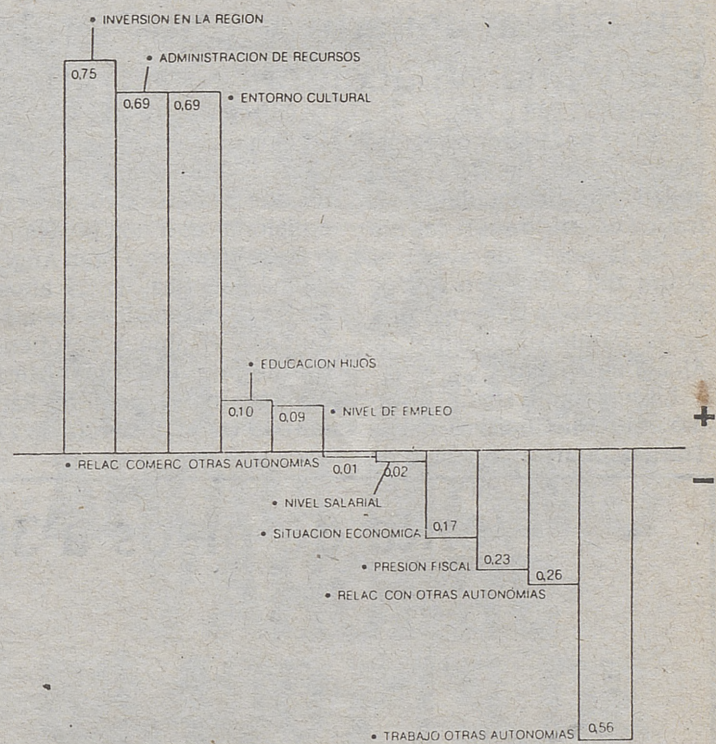 • INVERSION EN LA REGION
• ADMINISTRACION DE RECURSOS
0,75
0,69
0,69
• ENTORNO CULTURAL
• EDUCACION HIJOS
0,10
0,09
• NIVEL DE EMPLEO
+
• RELAC COMERC OTRAS AUTONOMIAS
0,01
0,02
−
• NIVEL SALARIAL
0,17
• SITUACION ECONOMICA
0,23
• PRESION FISCAL
0,26
• RELAC CON OTRAS AUTONOMIAS
0,56
• TRABAJO OTRAS AUTONOMIAS